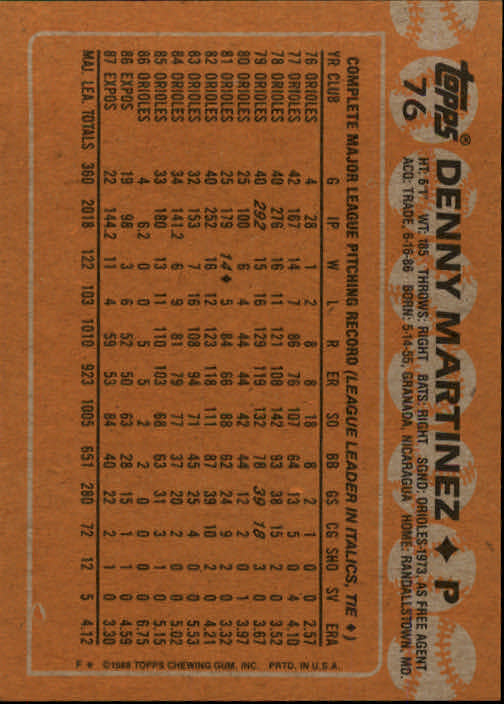 topps®
76
DENNY MARTINEZ ♦ P
HT: 6'1" WT: 185 THROWS: RIGHT BATS: RIGHT SGND: ORIOLES-1973, AS FREE AGENT
ACQ: TRADE, 6-16-86 BORN: 5-14-55, GRANADA, NICARAGUA HOME: RANDALLSTOWN, MD.
COMPLETE MAJOR LEAGUE PITCHING RECORD (LEAGUE LEADER IN ITALICS, TIE ♦)
YR CLUB G IP W L R ER SO BB GS CG SHO SV ERA
76 ORIOLES 4 28 1 2 8 8 18 8 2 1 0 0 2.57
77 ORIOLES 42 167 14 7 86 76 107 64 13 5 0 4 4.10
78 ORIOLES 40 276 16 11 121 108 142 93 38 15 2 0 3.52
79 ORIOLES 40 292 15 16 129 119 132 78 39 18 3 0 3.67
80 ORIOLES 25 100 6 4 44 44 42 44 12 2 0 1 3.97
81 ORIOLES 25 179 14♦ 5 84 66 88 62 24 9 2 0 3.32
82 ORIOLES 40 252 16 12 123 118 111 87 39 10 2 0 4.21
83 ORIOLES 32 153 7 16 108 94 71 45 25 4 0 0 5.53
84 ORIOLES 34 141.2 6 9 81 79 77 37 20 2 0 0 5.02
85 ORIOLES 33 180 13 11 110 103 68 63 31 3 1 0 5.15
86 ORIOLES 4 6.2 0 0 5 5 2 2 0 0 0 0 6.75
86 EXPOS 19 98 3 6 52 50 63 28 15 1 1 0 4.59
87 EXPOS 22 144.2 11 4 59 53 84 40 22 2 1 0 3.30
MAJ. LEA. TOTALS 360 2018 122 103 1010 923 1005 651 280 72 12 5 4.12
F * ©1988 TOPPS CHEWING GUM, INC. PRTD. IN U.S.A.